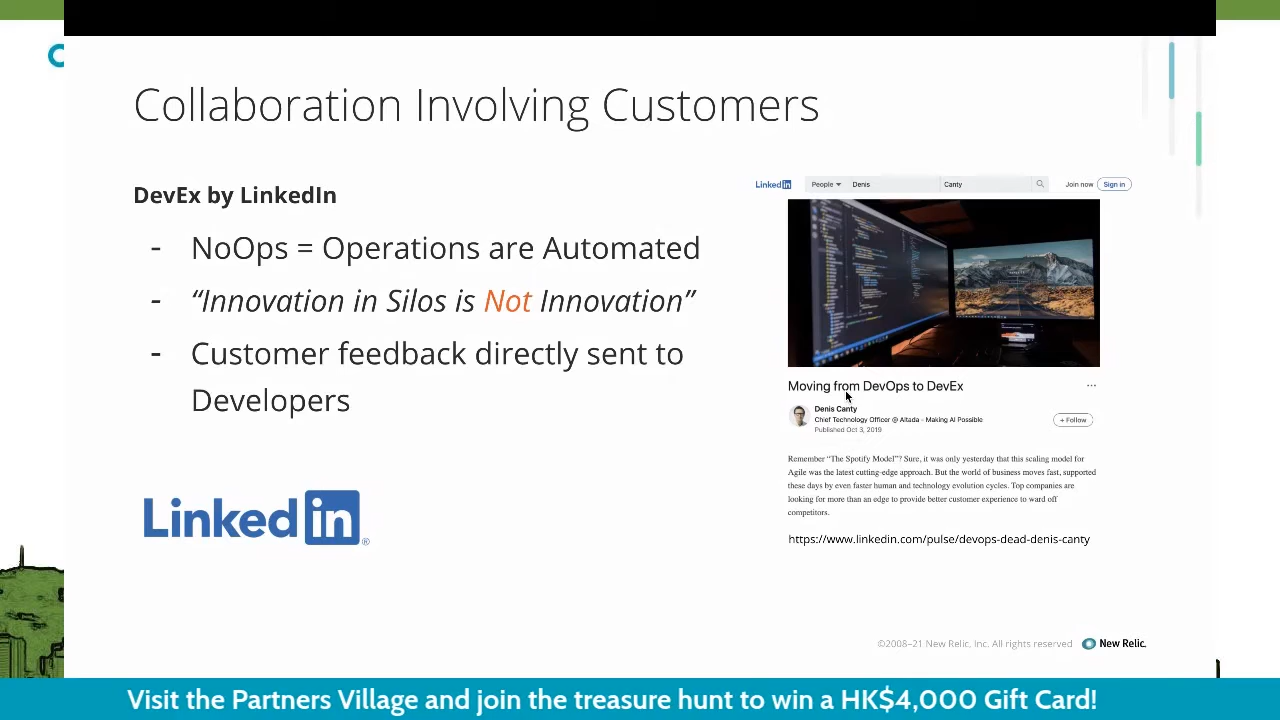 Collaboration Involving Customers
DevEx by LinkedIn
- NoOps = Operations are Automated
- “Innovation in Silos is Not Innovation”
- Customer feedback directly sent to
Developers
LinkedIn®
LinkedIn People Denis Canty Join now Sign in
Moving from DevOps to DevEx
Denis Canty
Chief Technology Officer @ Altada - Making AI Possible
Published Oct 3, 2019
+ Follow
Remember “The Spotify Model”? Sure, it was only yesterday that this scaling model for
Agile was the latest cutting-edge approach. But the world of business moves fast, supported
these days by even faster human and technology evolution cycles. Top companies are
looking for more than an edge to provide better customer experience to ward off
competitors.
https://www.linkedin.com/pulse/devops-dead-denis-canty
©2008–21 New Relic, Inc. All rights reserved New Relic.
Visit the Partners Village and join the treasure hunt to win a HK$4,000 Gift Card!